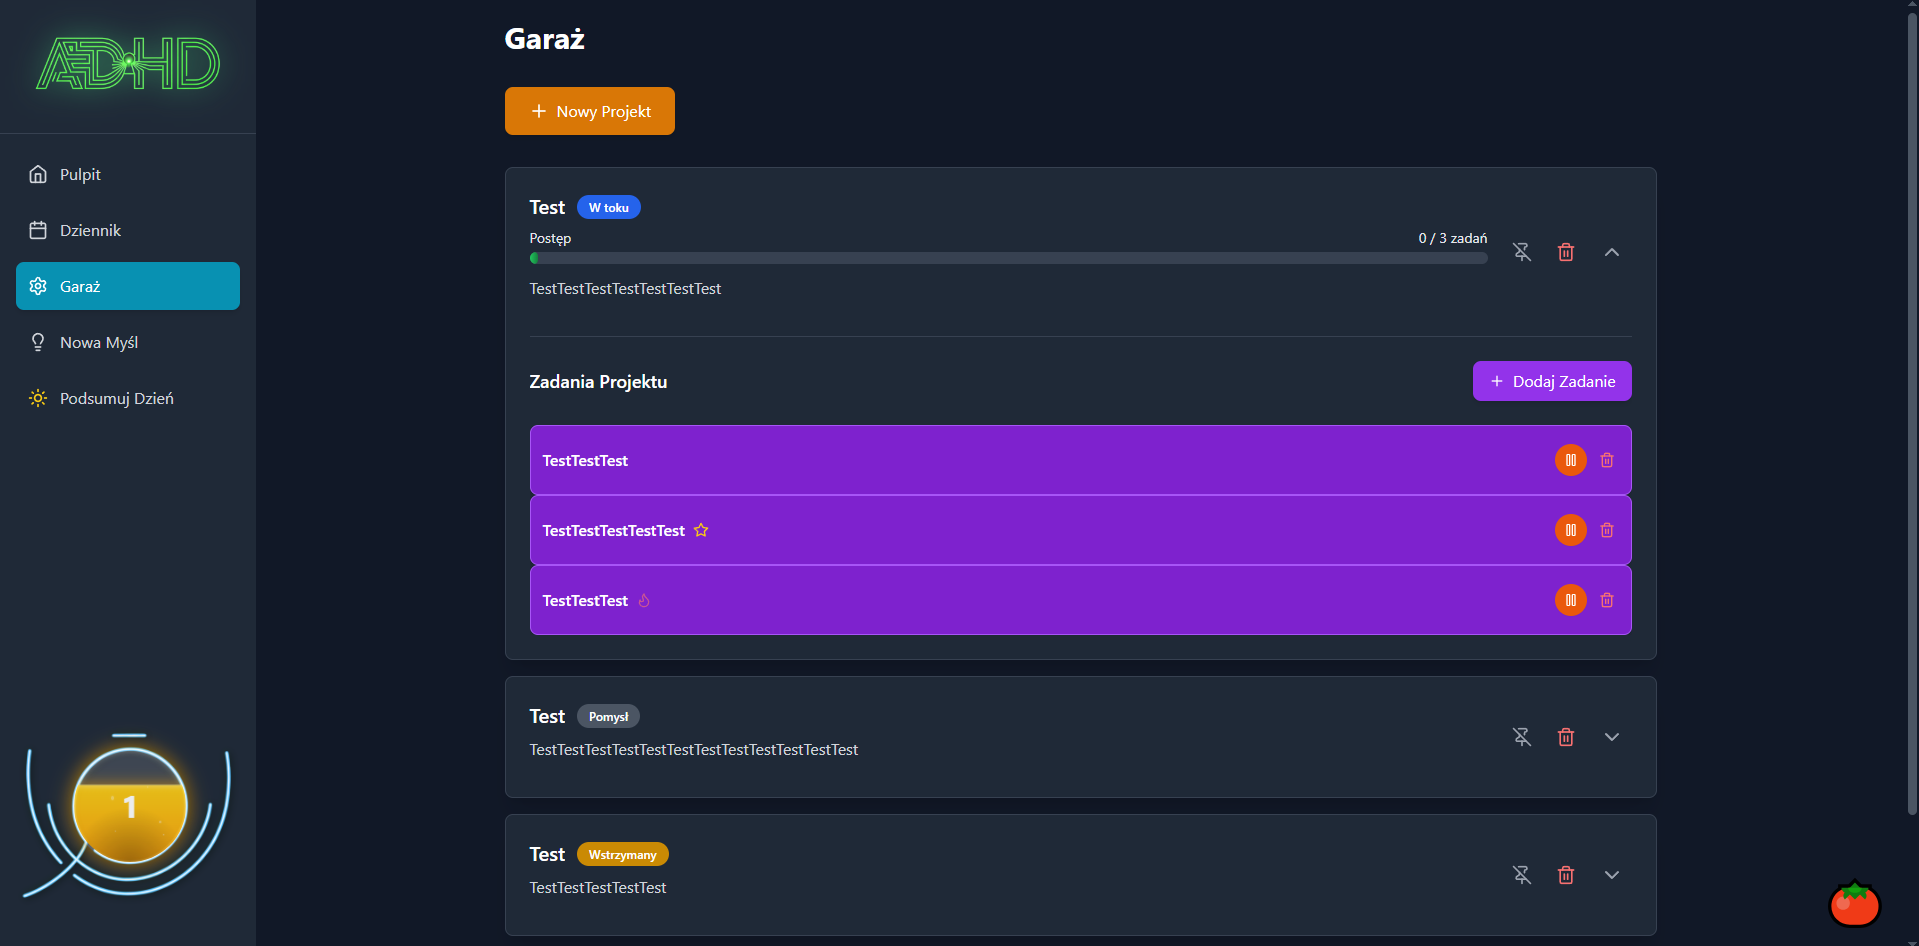 ADHD
Pulpit
Dziennik
Garaż
Nowa Myśl
Podsumuj Dzień
1
Garaż
Nowy Projekt
Test W toku
Postęp 0 / 3 zadań
TestTestTestTestTestTestTest
Zadania Projektu Dodaj Zadanie
TestTestTest
TestTestTestTestTest
TestTestTest
Test Pomysł
TestTestTestTestTestTestTestTestTestTestTestTest
Test Wstrzymany
TestTestTestTestTest